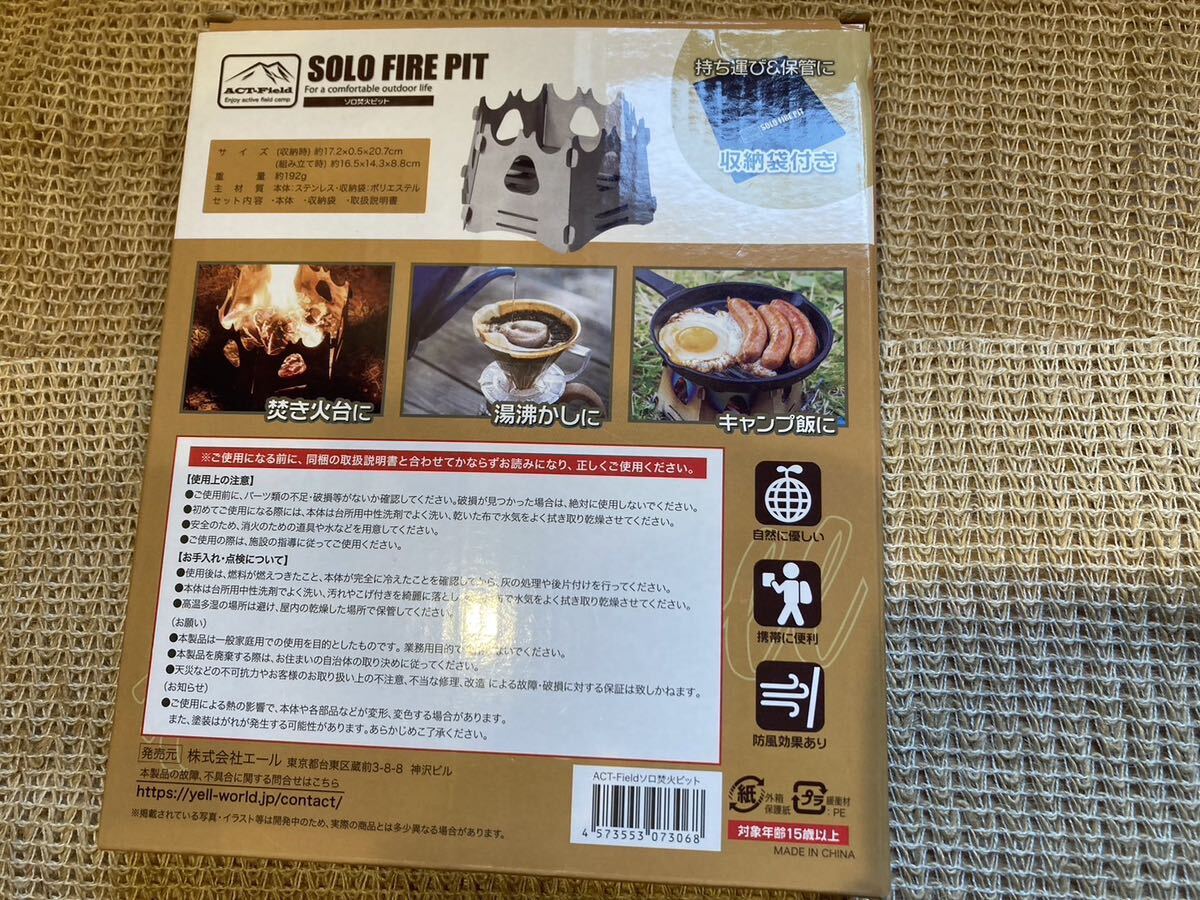 ACT-Field
Enjoy active field camp
SOLO FIRE PIT
For a comfortable outdoor life
ソロ焚火ピット
サイズ (収納時) 約17.2×0.5×20.7cm
(組み立て時) 約16.5×14.3×8.8cm
重量 約192g
主材質 本体:ステンレス・収納袋:ポリエステル
セット内容 ・本体 ・収納袋 ・取扱説明書
持ち運び&保管に
SOLO FIRE PIT
収納袋付き
焚き火台に
湯沸かしに
キャンプ飯に
※ご使用になる前に、同梱の取扱説明書と合わせてかならずお読みになり、正しくご使用ください。
【使用上の注意】
●ご使用前に、パーツ類の不足・破損等がないか確認してください。破損が見つかった場合は、絶対に使用しないでください。
●初めてご使用になる際には、本体は台所用中性洗剤でよく洗い、乾いた布で水気をよく拭き取り乾燥させてください。
●安全のため、消火のための道具や水などを用意してください。
●ご使用の際は、施設の指導に従ってご使用ください。
【お手入れ・点検について】
●使用後は、燃料が燃えつきたこと、本体が完全に冷えたことを確認してから、灰の処理や後片付けを行ってください。
●本体は台所用中性洗剤でよく洗い、汚れやこげ付きを綺麗に落とし 布で水気をよく拭き取り乾燥させてください。
●高温多湿の場所は避け、屋内の乾燥した場所で保管してください。
(お願い)
●本製品は一般家庭用での使用を目的としたものです。業務用目的で ないでください。
●本製品を廃棄する際は、お住まいの自治体の取り決めに従ってください。
●天災などの不可抗力やお客様のお取り扱い上の不注意、不当な修理、改造 による故障・破損に対する保証は致しかねます。
(お知らせ)
●ご使用による熱の影響で、本体や各部品などが変形、変色する場合があります。
また、塗装はがれが発生する可能性があります。あらかじめご了承ください。
自然に優しい
携帯に便利
防風効果あり
発売元 株式会社エール 東京都台東区蔵前3-8-8 神沢ビル
本製品の故障、不具合に関する問合せはこちら
https://yell-world.jp/contact/
※掲載されている写真・イラスト等は開発中のため、実際の商品とは多少異なる場合があります。
ACT-Fieldソロ焚火ピット
4 573553 073068
紙 外箱
保護紙
プラ 緩衝材
:PE
対象年齢15歳以上
MADE IN CHINA